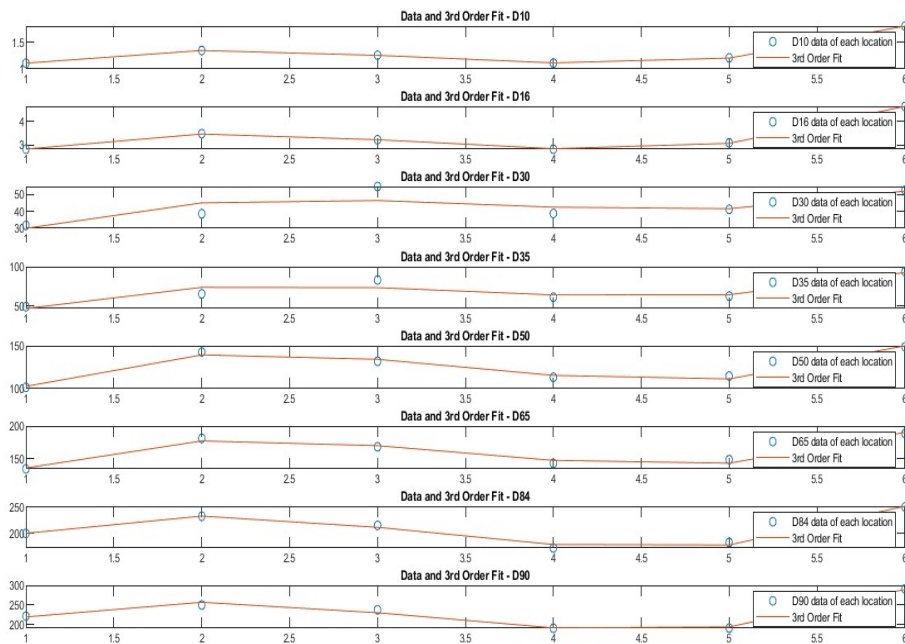 Data and 3rd Order Fit - D10
1.5
1
D10 data of each location
3rd Order Fit
1 1.5 2 2.5 3 3.5 4 4.5 5 5.5 6
Data and 3rd Order Fit - D16
4
3
D16 data of each location
3rd Order Fit
1 1.5 2 2.5 3 3.5 4 4.5 5 5.5 6
Data and 3rd Order Fit - D30
50
40
30
D30 data of each location
3rd Order Fit
1 1.5 2 2.5 3 3.5 4 4.5 5 5.5 6
Data and 3rd Order Fit - D35
100
50
D35 data of each location
3rd Order Fit
1 1.5 2 2.5 3 3.5 4 4.5 5 5.5 6
Data and 3rd Order Fit - D50
150
100
D50 data of each location
3rd Order Fit
1 1.5 2 2.5 3 3.5 4 4.5 5 5.5 6
Data and 3rd Order Fit - D65
200
150
D65 data of each location
3rd Order Fit
1 1.5 2 2.5 3 3.5 4 4.5 5 5.5 6
Data and 3rd Order Fit - D84
250
200
D84 data of each location
3rd Order Fit
1 1.5 2 2.5 3 3.5 4 4.5 5 5.5 6
Data and 3rd Order Fit - D90
300
250
200
D90 data of each location
3rd Order Fit
1 1.5 2 2.5 3 3.5 4 4.5 5 5.5 6